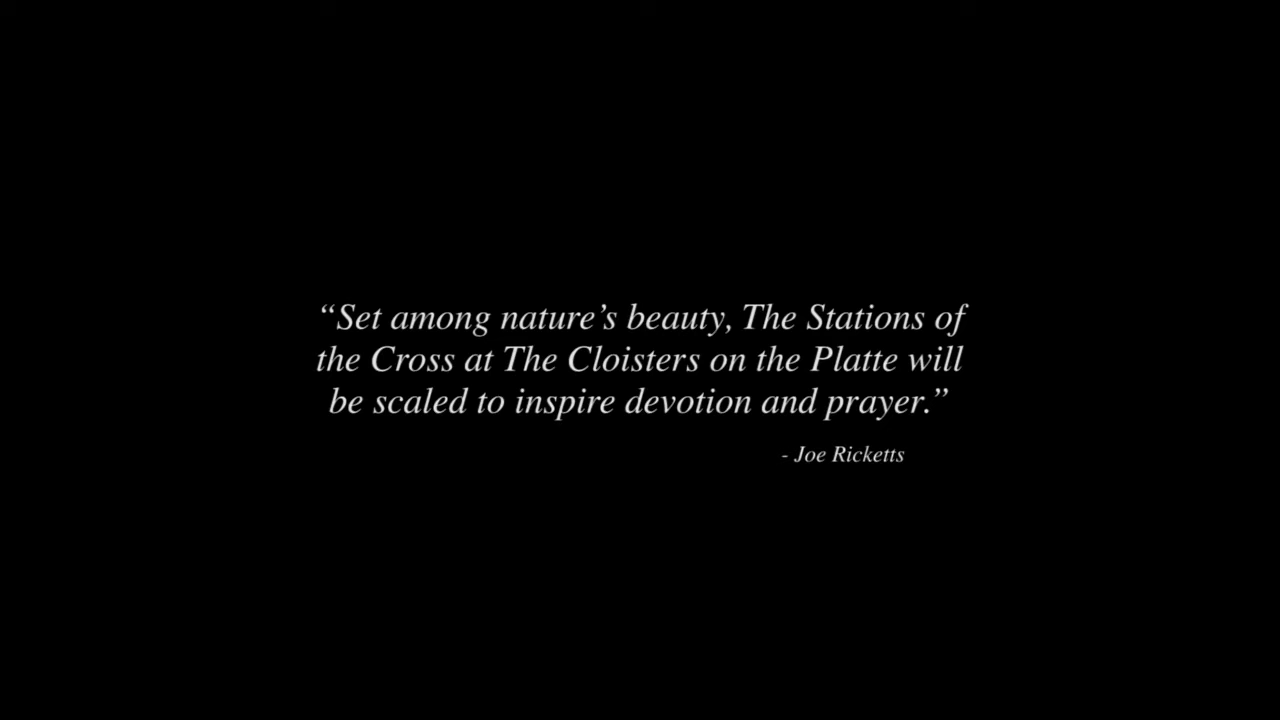 “Set among nature’s beauty, The Stations of
the Cross at The Cloisters on the Platte will
be scaled to inspire devotion and prayer.”
- Joe Ricketts